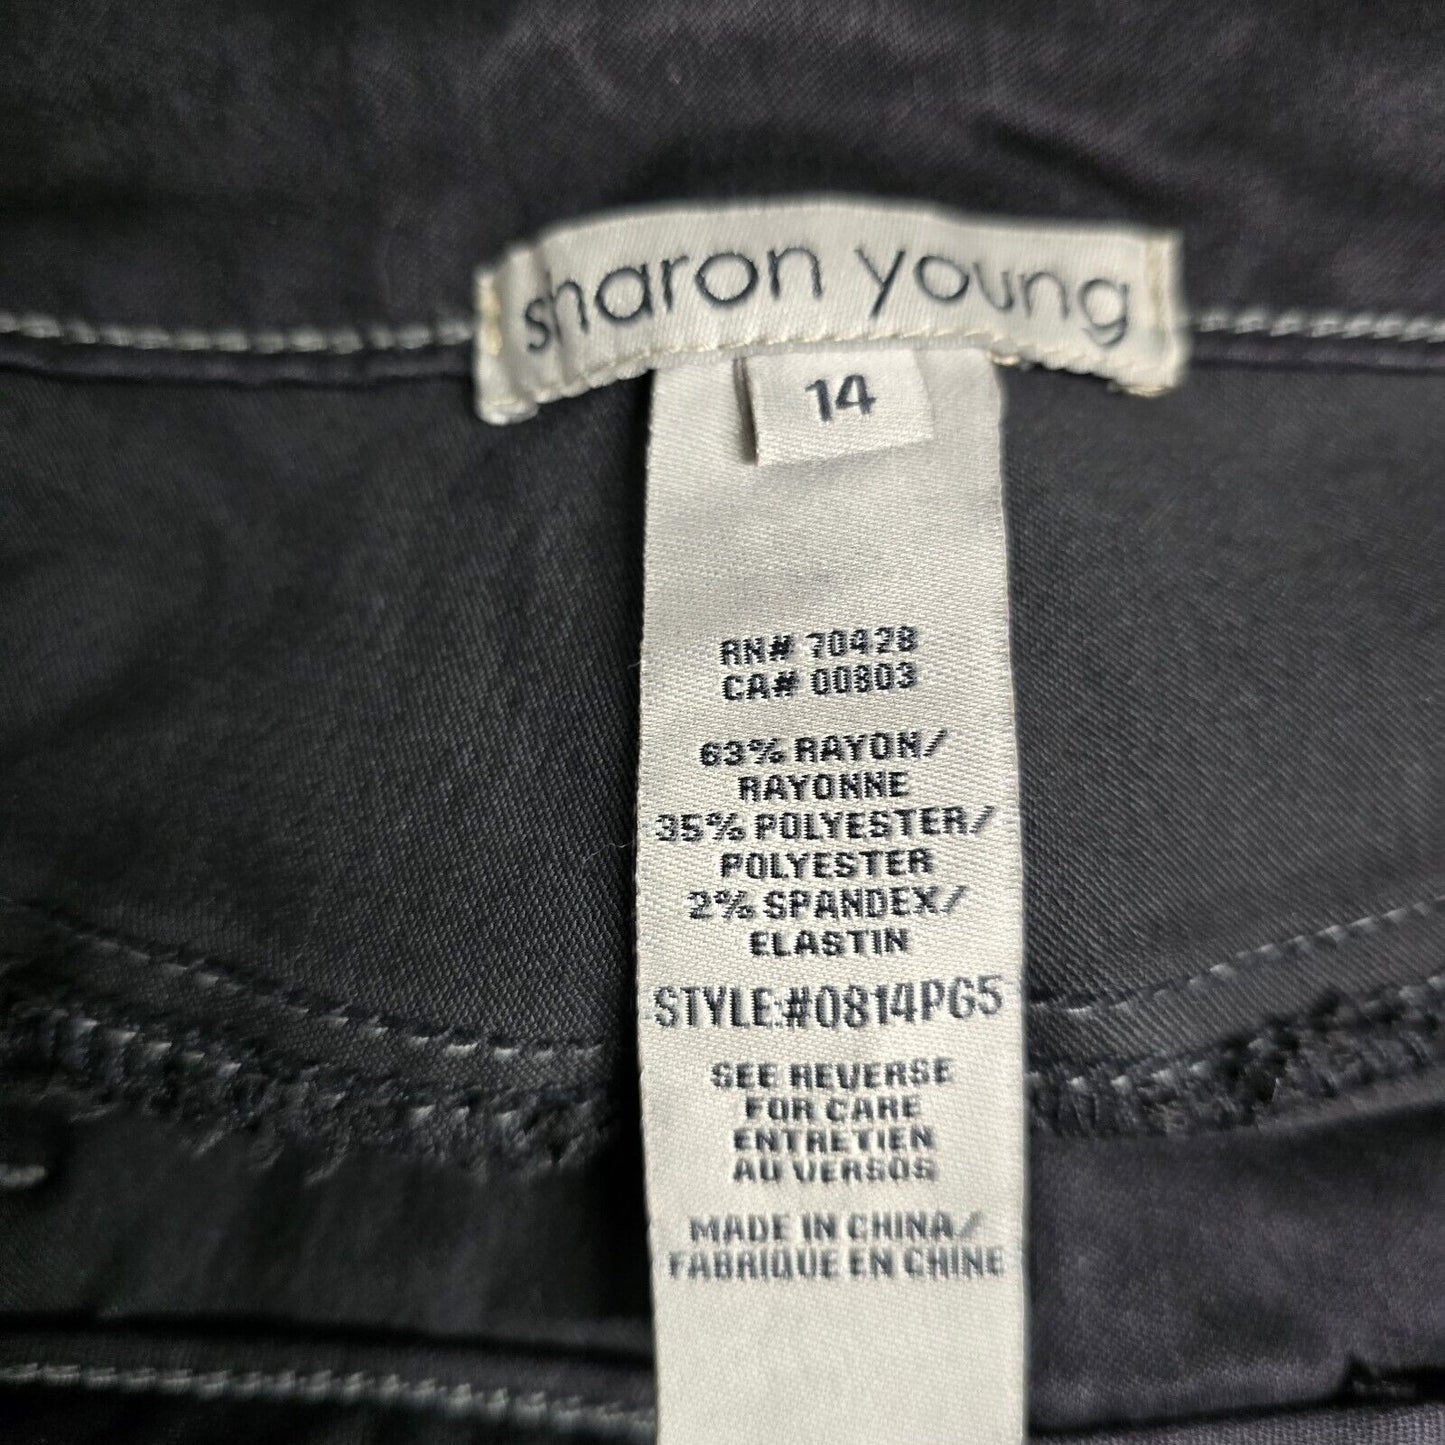 sharon young
14
RN# 70428
CA# 00803
63% RAYON/
RAYONNE
35% POLYESTER/
POLYESTER
2% SPANDEX/
ELASTIN
STYLE:#0814PG5
SEE REVERSE
FOR CARE
ENTRETIEN
AU VERSOS
MADE IN CHINA/
FABRIQUE EN CHINE